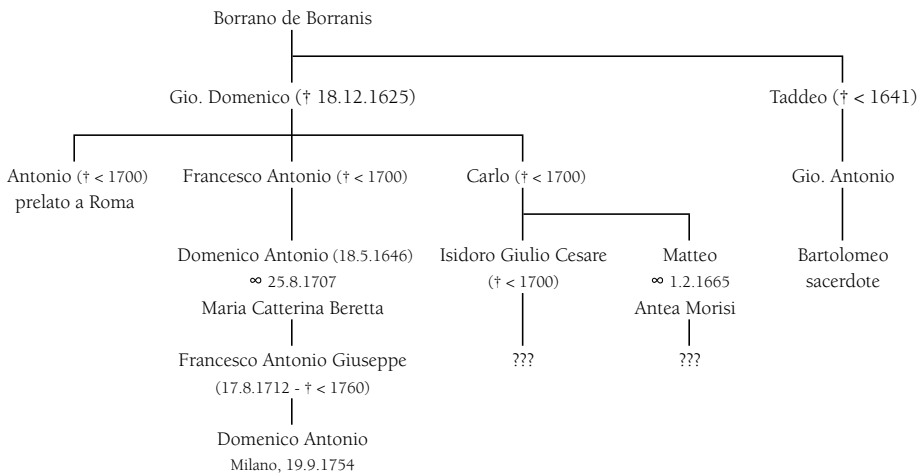 Borrano de Borranis
Gio. Domenico († 18.12.1625)
Taddeo († < 1641)
Antonio († < 1700)
prelato a Roma
Francesco Antonio († < 1700)
Carlo († < 1700)
Gio. Antonio
Domenico Antonio (18.5.1646)
∞ 25.8.1707
Maria Catterina Beretta
Isidoro Giulio Cesare
(† < 1700)
Matteo
∞ 1.2.1665
Antea Morisi
Bartolomeo
sacerdote
Francesco Antonio Giuseppe
(17.8.1712 - † < 1760)
???
???
Domenico Antonio
Milano, 19.9.1754